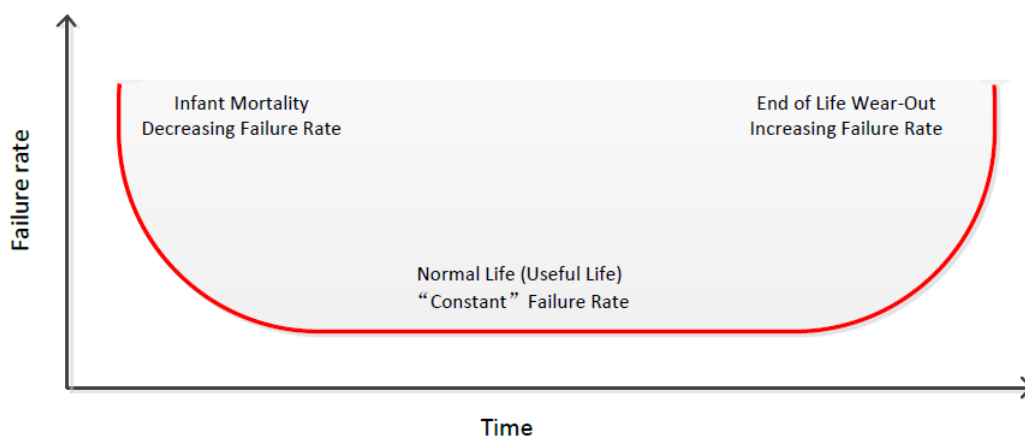 Failure rate
Infant Mortality
Decreasing Failure Rate
End of Life Wear-Out
Increasing Failure Rate
Normal Life (Useful Life)
“Constant” Failure Rate
Time